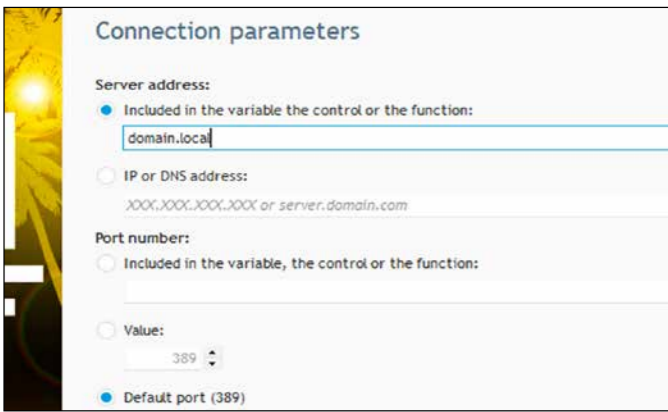 Connection parameters
Server address:
Included in the variable the control or the function:
domain.local
IP or DNS address:
XXX.XXX.XXX.XXX or server.domain.com
Port number:
Included in the variable, the control or the function:
Value:
389
Default port (389)